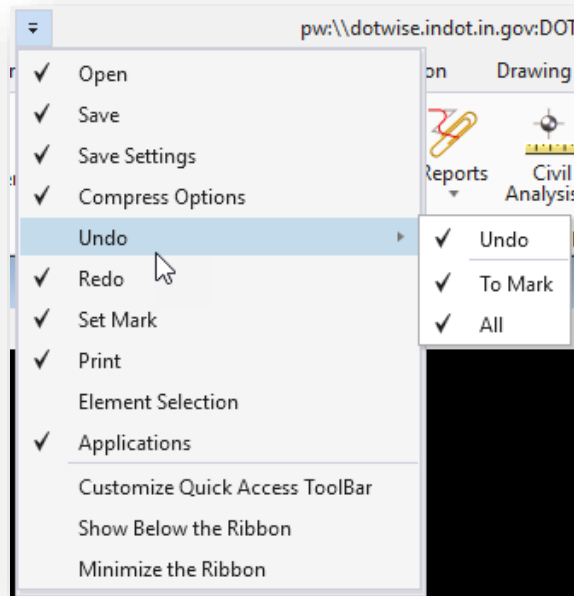 pw:\\dotwise.indot.in.gov:DOT
on Drawing
Open
Save
Save Settings
Compress Options
Undo
Redo
Set Mark
Print
Element Selection
Applications
Customize Quick Access ToolBar
Show Below the Ribbon
Minimize the Ribbon
Reports
Civil
Analysis
Undo
To Mark
All